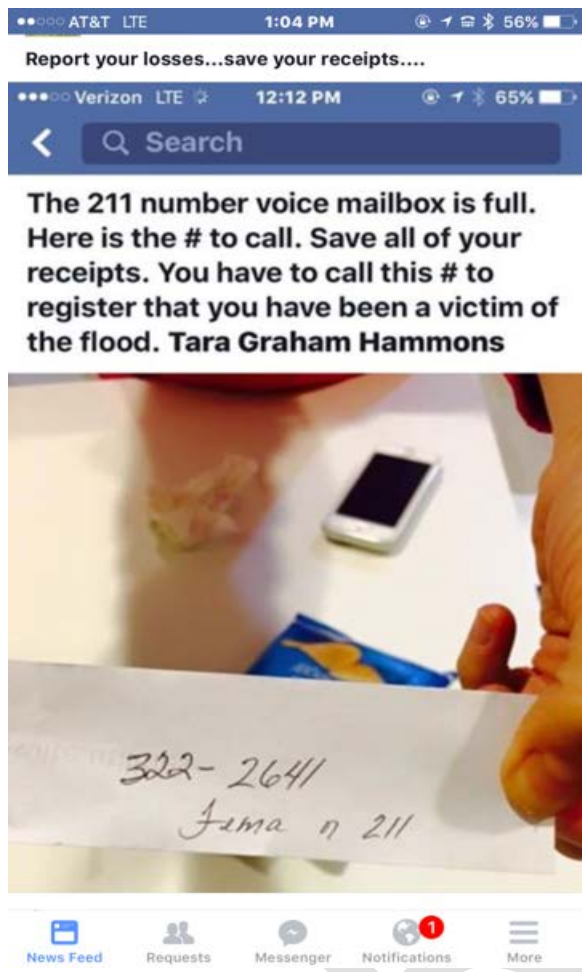 AT&T LTE 1:04 PM 56%
Report your losses...save your receipts....
Verizon LTE 12:12 PM 65%
Search
The 211 number voice mailbox is full.
Here is the # to call. Save all of your
receipts. You have to call this # to
register that you have been a victim of
the flood. Tara Graham Hammons
322-2641
Fema n 211
1
News Feed Requests Messenger Notifications More